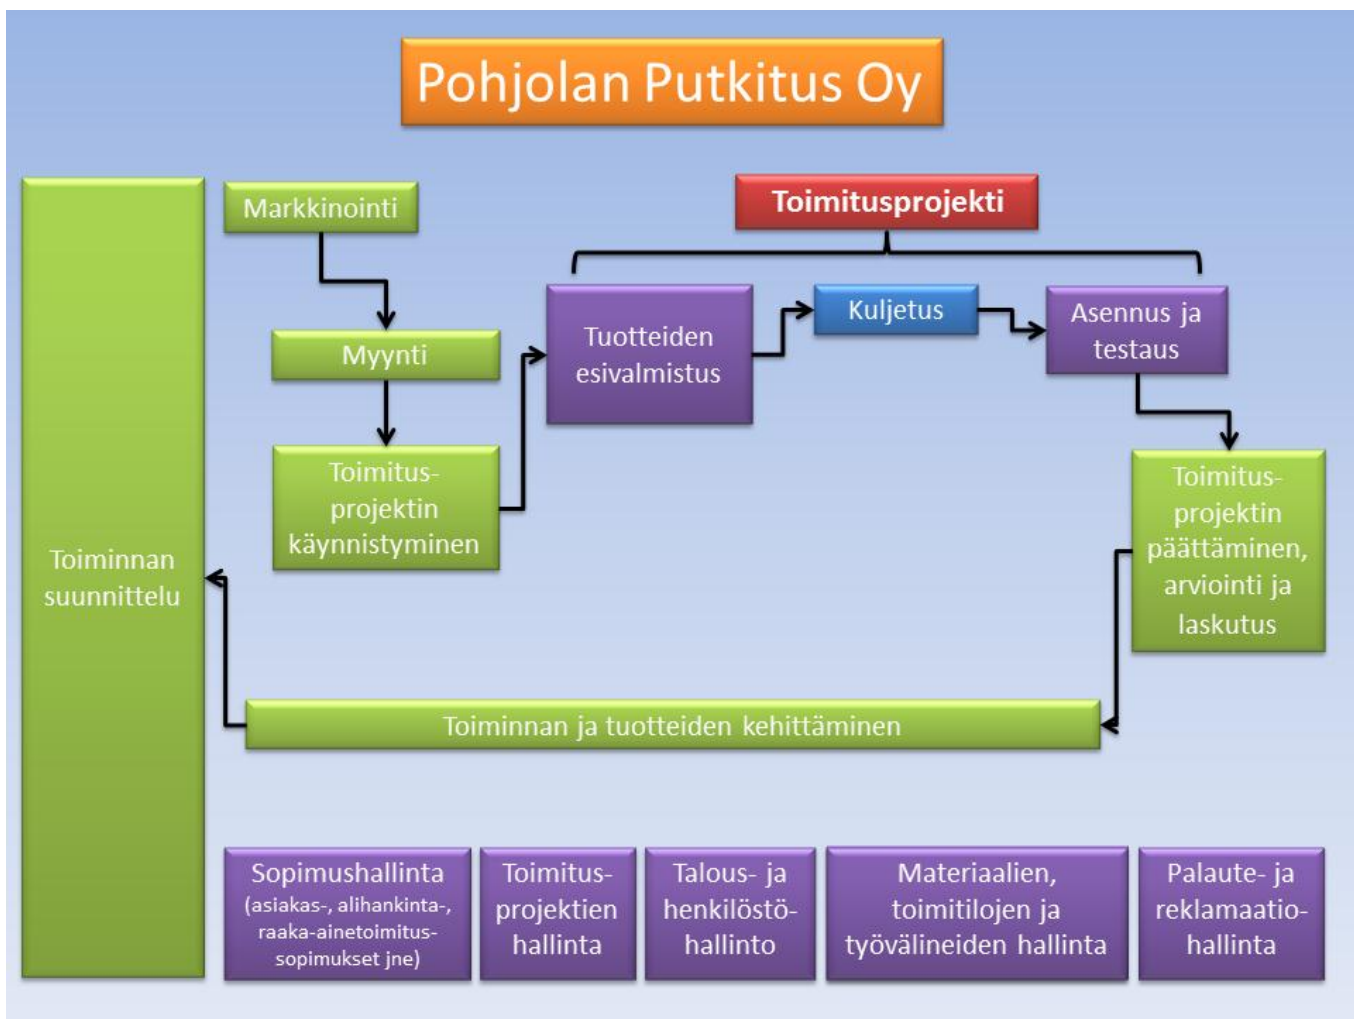 Pohjolan Putkitus Oy
Toiminnan
suunnittelu
Markkinointi
Myynti
Toimitus-
projektin
käynnistyminen
Toimitusprojekti
Tuotteiden
esivalmistus
Kuljetus
Asennus ja
testaus
Toimitus-
projektin
päättäminen,
arviointi ja
laskutus
Toiminnan ja tuotteiden kehittäminen
Sopimushallinta
(asiakas-, alihankinta-,
raaka-ainetoimitus-
sopimukset jne)
Toimitus-
projektien
hallinta
Talous- ja
henkilöstö-
hallinto
Materiaalien,
toimitilojen ja
työvälineiden hallinta
Palaute- ja
reklamaatio-
hallinta